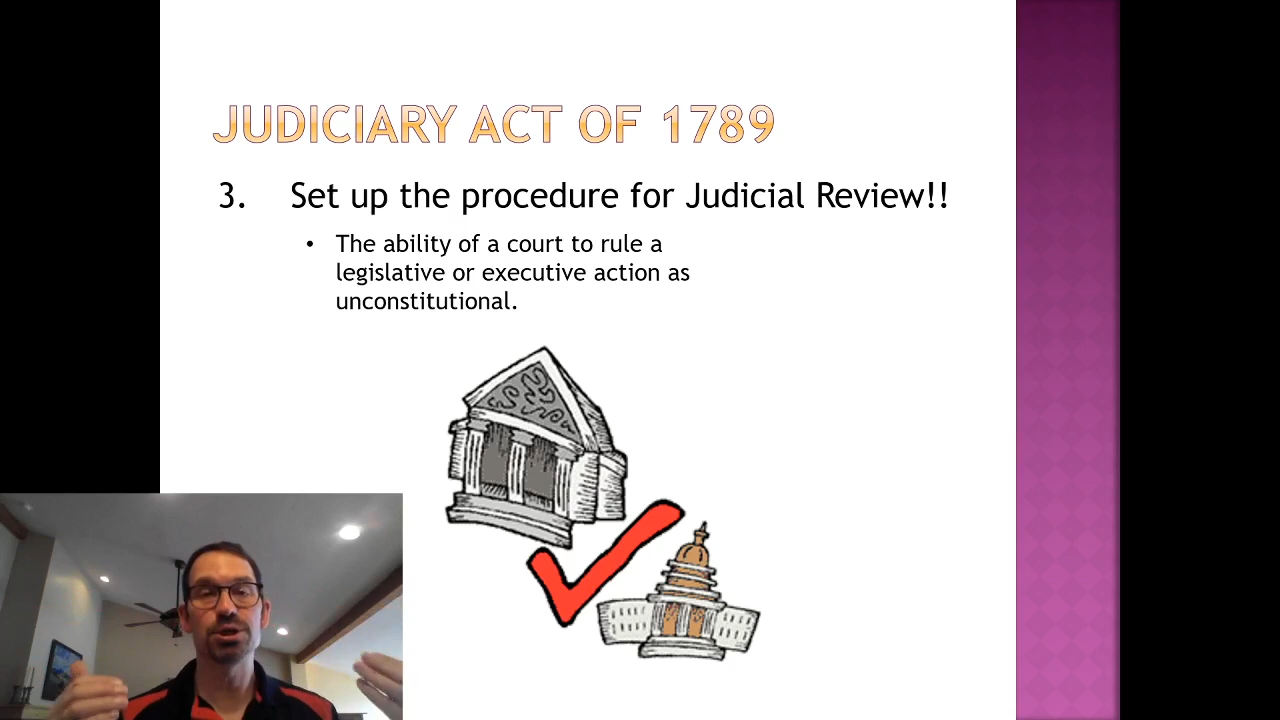 JUDICIARY ACT OF 1789
3. Set up the procedure for Judicial Review!!
• The ability of a court to rule a
legislative or executive action as
unconstitutional.